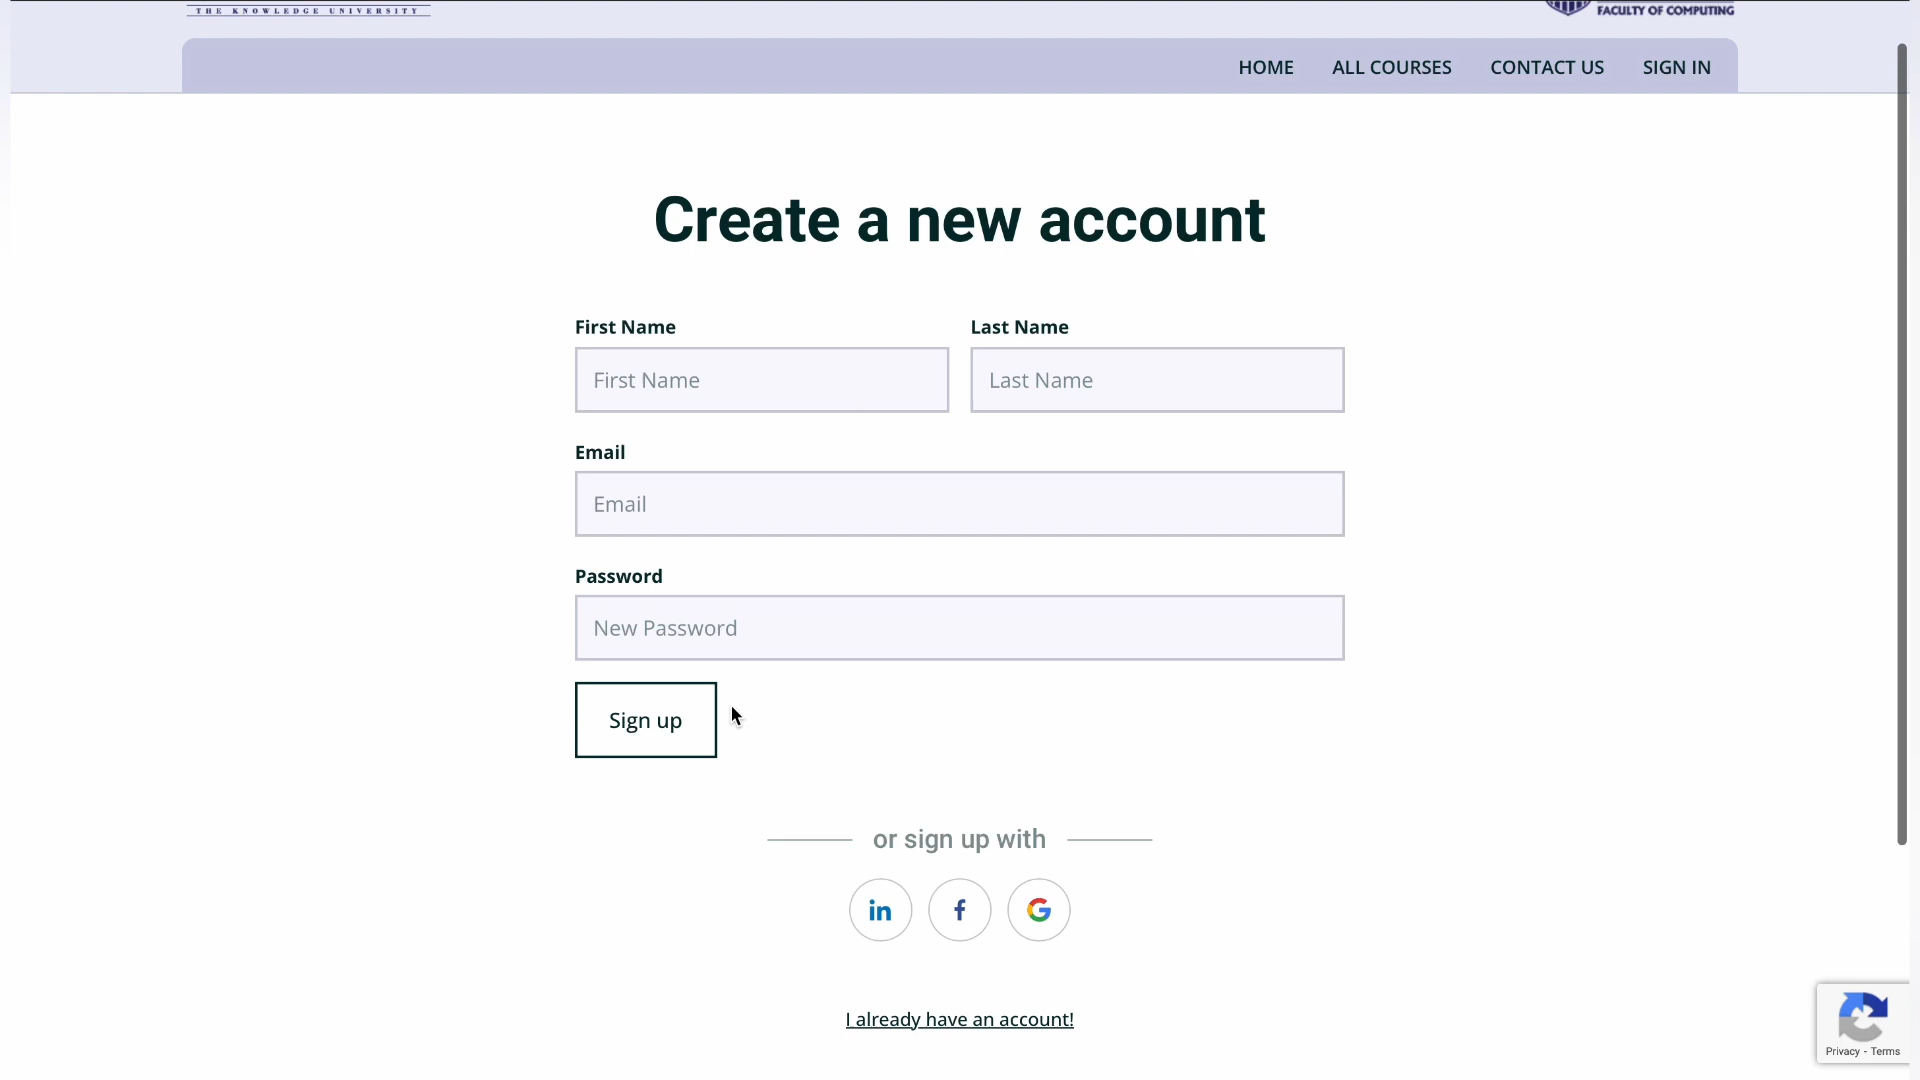 THE KNOWLEDGE UNIVERSITY
FACULTY OF COMPUTING
HOME ALL COURSES CONTACT US SIGN IN
Create a new account
First Name Last Name
First Name Last Name
Email
Email
Password
New Password
Sign up
or sign up with
in f G
I already have an account!
Privacy - Terms